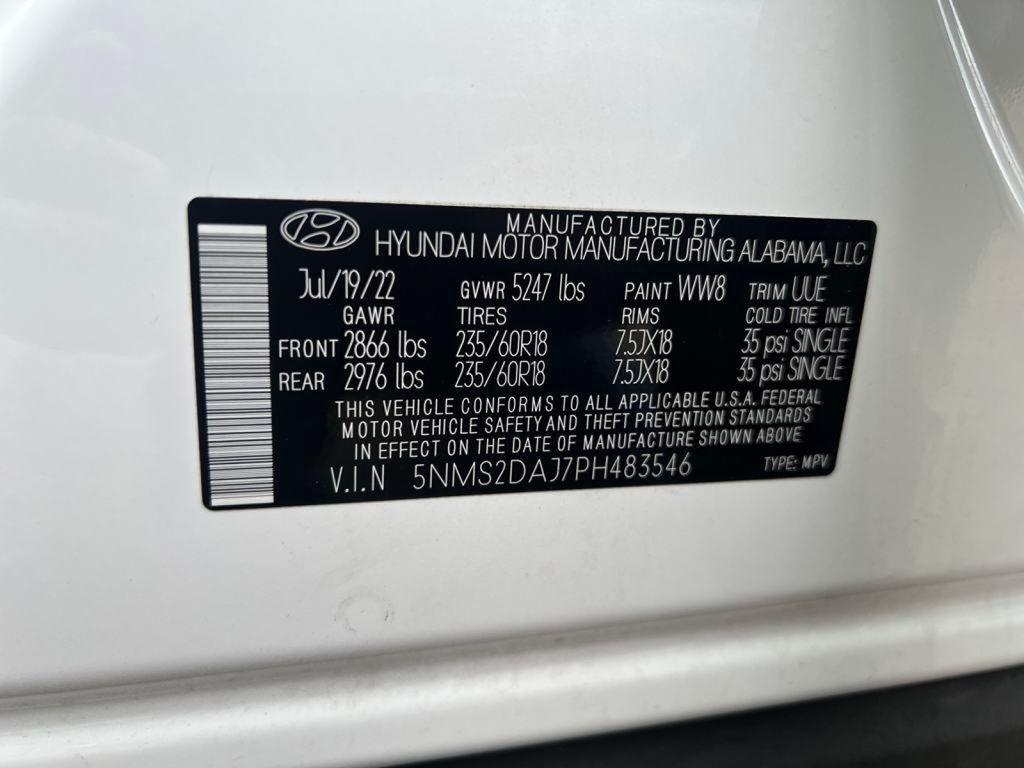 MANUFACTURED BY
HYUNDAI MOTOR MANUFACTURING ALABAMA, LLC
Jul/19/22 GVWR 5247 lbs PAINT WW8 TRIM UUE
GAWR TIRES RIMS COLD TIRE INFL
FRONT 2866 lbs 235/60R18 7.5JX18 35 psi SINGLE
REAR 2976 lbs 235/60R18 7.5JX18 35 psi SINGLE
THIS VEHICLE CONFORMS TO ALL APPLICABLE U.S.A. FEDERAL
MOTOR VEHICLE SAFETY AND THEFT PREVENTION STANDARDS
IN EFFECT ON THE DATE OF MANUFACTURE SHOWN ABOVE
V.I.N 5NMS2DAJ7PH483546 TYPE: MPV